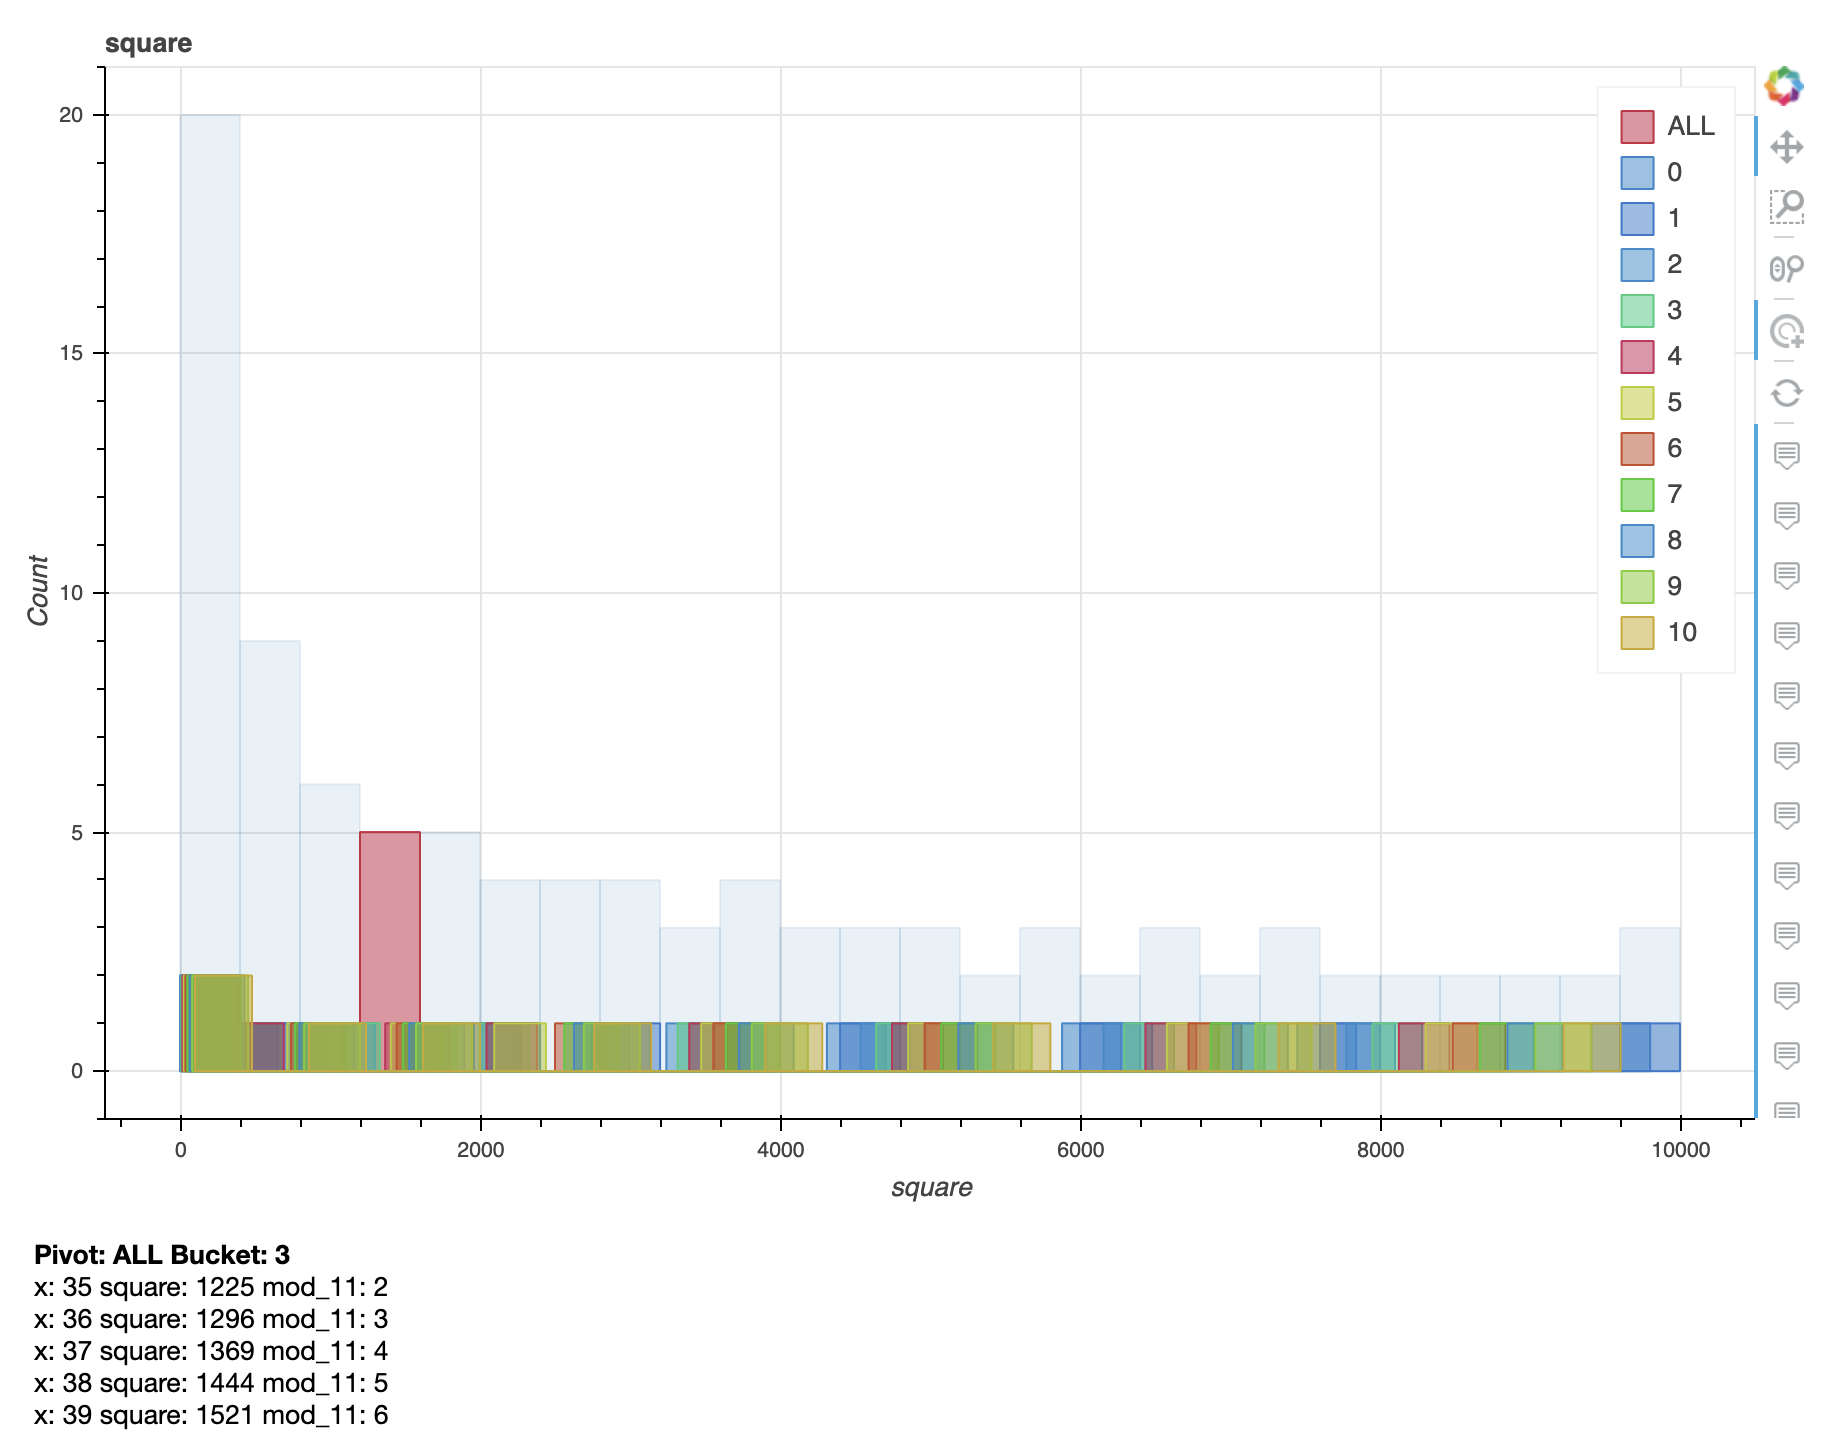 square
20
15
10
5
0
Count
0
2000
4000
6000
8000
10000
square
ALL
0
1
2
3
4
5
6
7
8
9
10
Pivot: ALL Bucket: 3
x: 35 square: 1225 mod_11: 2
x: 36 square: 1296 mod_11: 3
x: 37 square: 1369 mod_11: 4
x: 38 square: 1444 mod_11: 5
x: 39 square: 1521 mod_11: 6